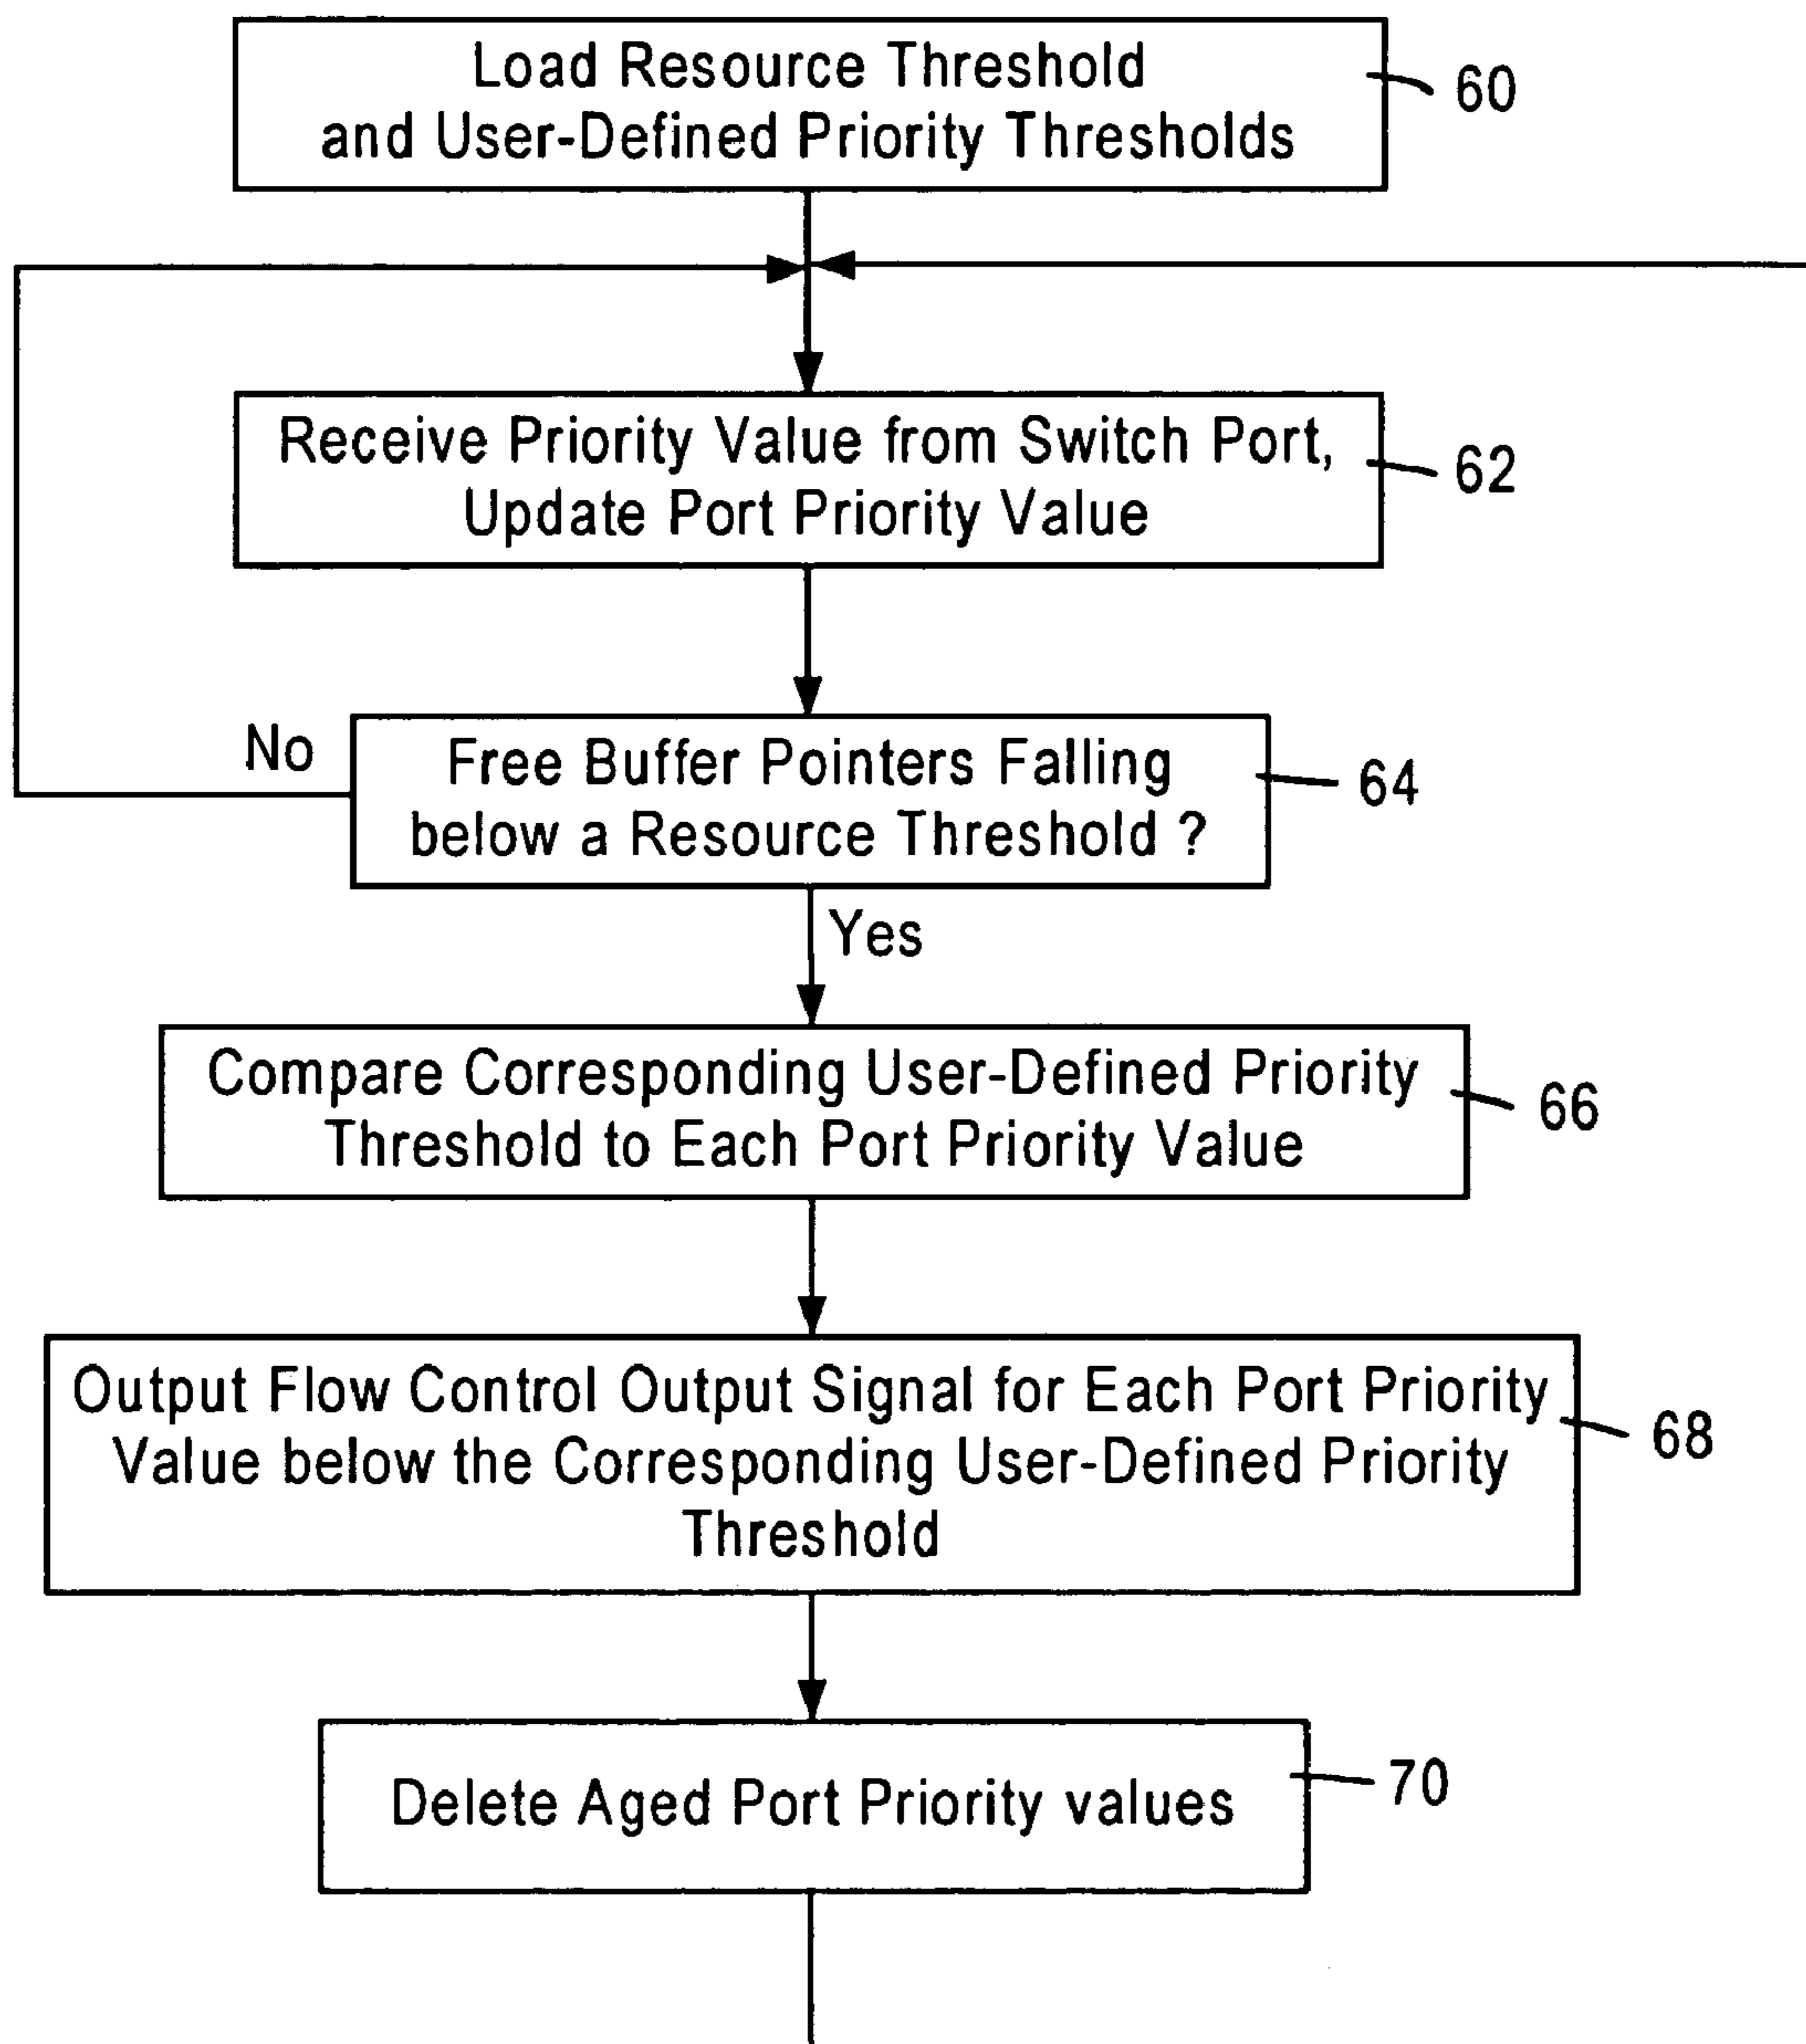 Load Resource Threshold
and User-Defined Priority Thresholds
60
Receive Priority Value from Switch Port,
Update Port Priority Value
62
No
Free Buffer Pointers Falling
below a Resource Threshold ?
64
Yes
Compare Corresponding User-Defined Priority
Threshold to Each Port Priority Value
66
Output Flow Control Output Signal for Each Port Priority
Value below the Corresponding User-Defined Priority
Threshold
68
Delete Aged Port Priority values
70